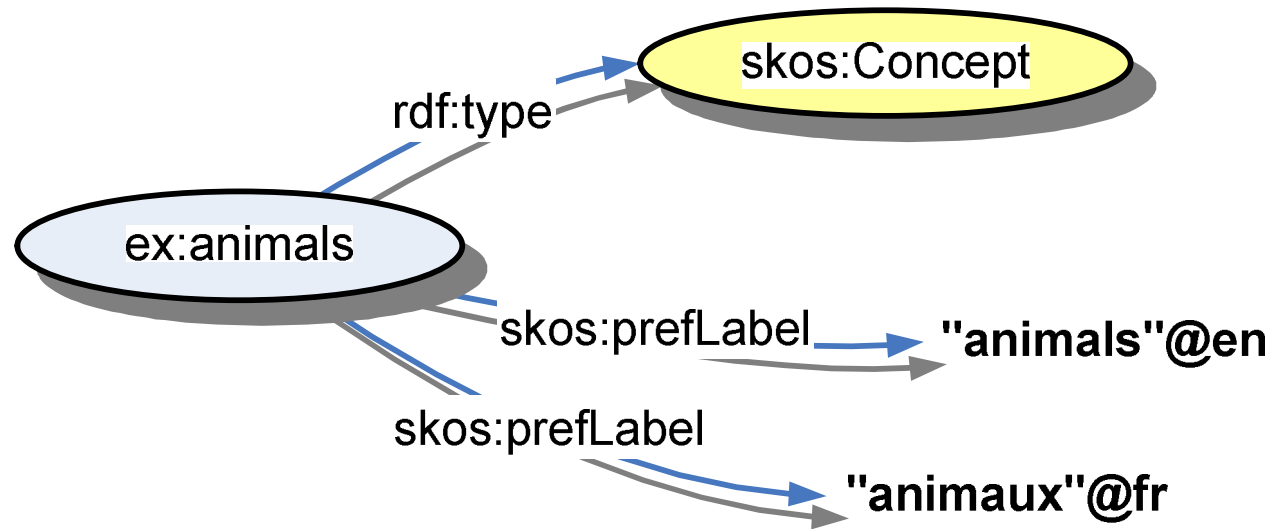 skos:Concept
rdf:type
ex:animals
skos:prefLabel
"animals"@en
skos:prefLabel
"animaux"@fr